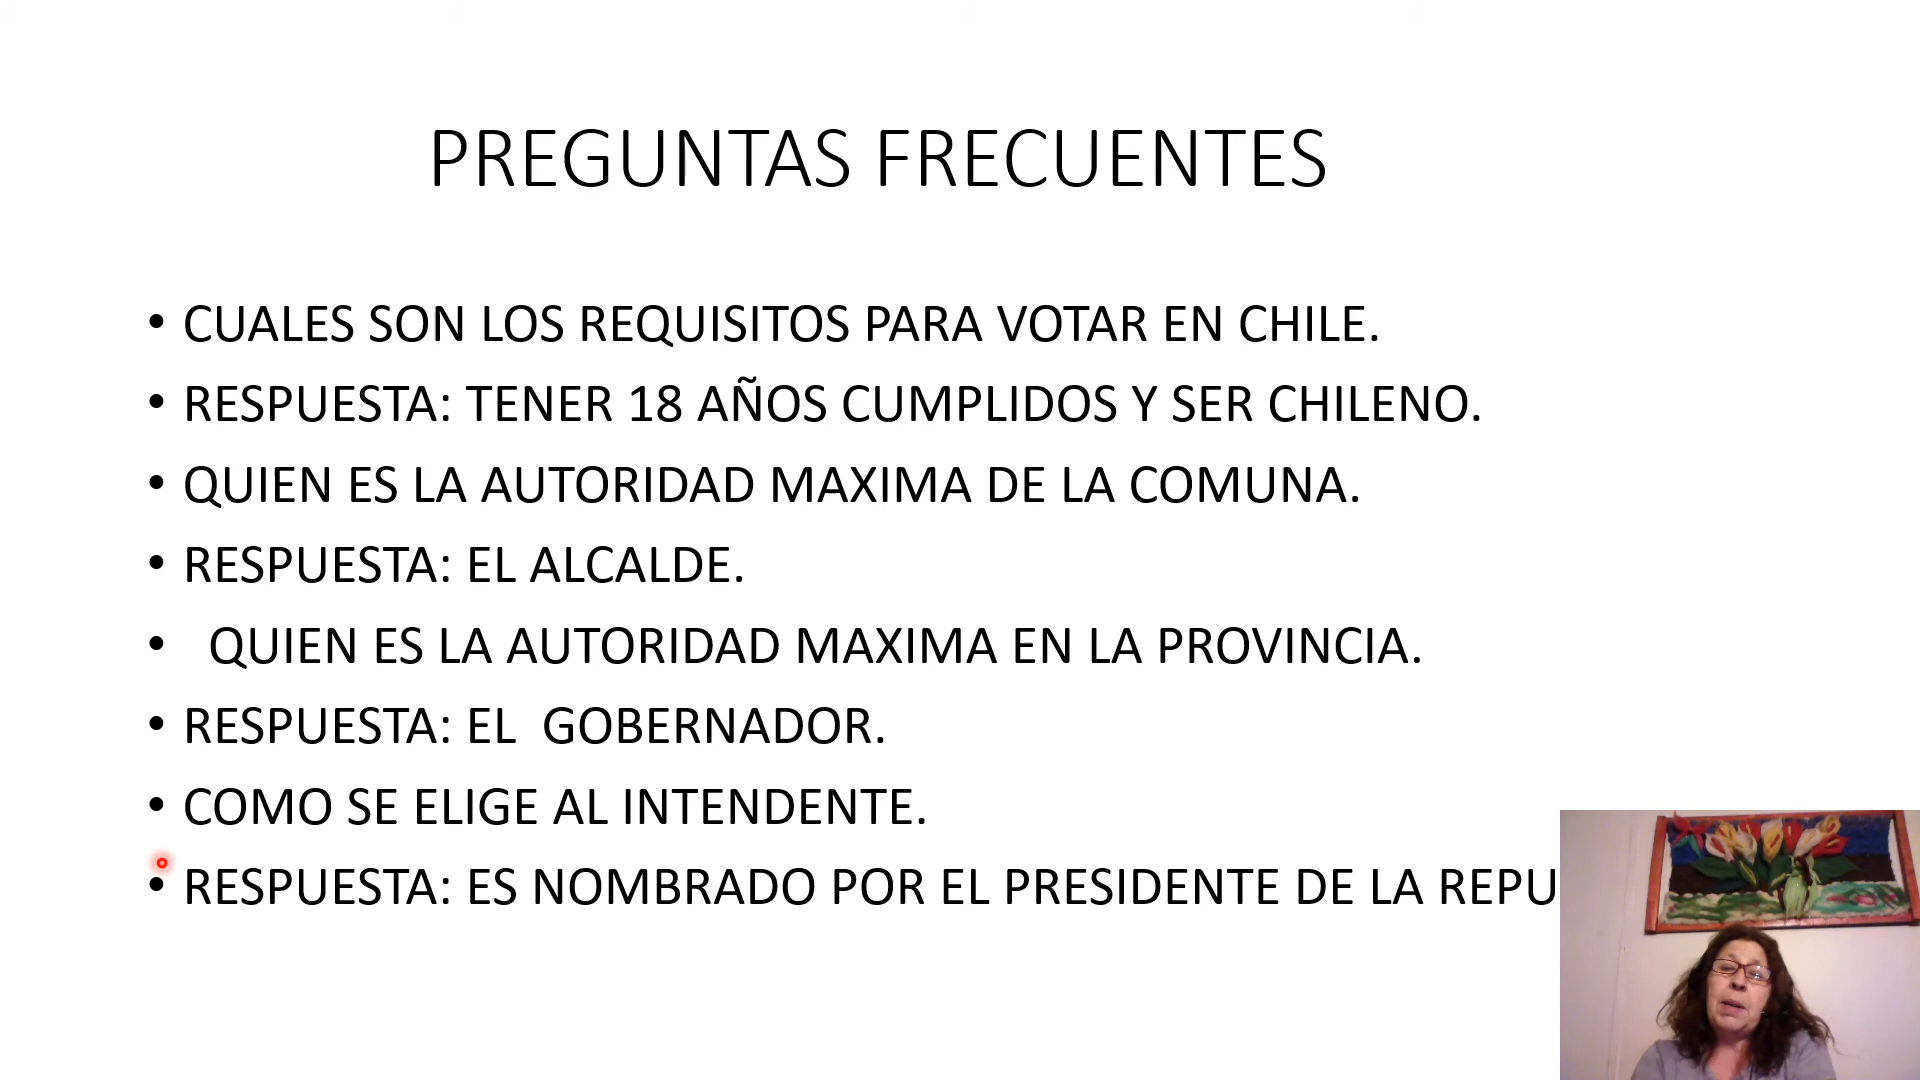 PREGUNTAS FRECUENTES
• CUALES SON LOS REQUISITOS PARA VOTAR EN CHILE.
• RESPUESTA: TENER 18 AÑOS CUMPLIDOS Y SER CHILENO.
• QUIEN ES LA AUTORIDAD MAXIMA DE LA COMUNA.
• RESPUESTA: EL ALCALDE.
• QUIEN ES LA AUTORIDAD MAXIMA EN LA PROVINCIA.
• RESPUESTA: EL GOBERNADOR.
• COMO SE ELIGE AL INTENDENTE.
• RESPUESTA: ES NOMBRADO POR EL PRESIDENTE DE LA REPU